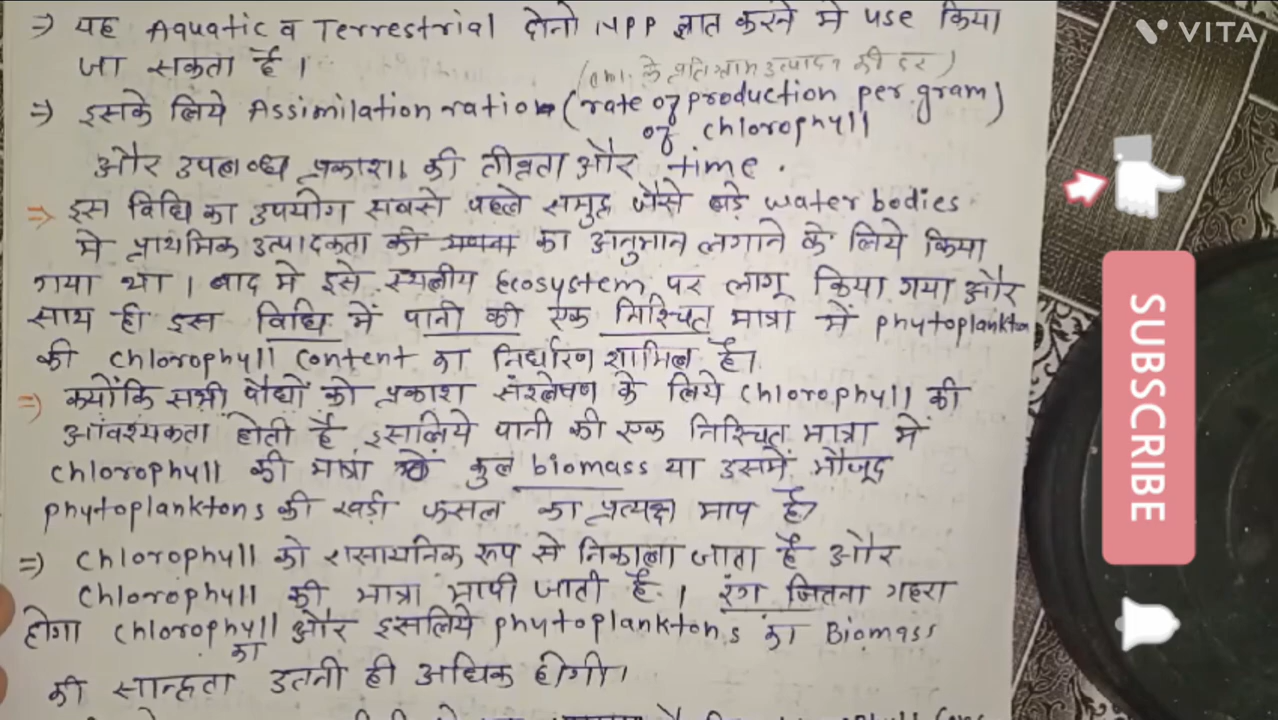 ⇒ यह Aquatic व Terrestrial दोनो NPP ज्ञात करने मे use किया
जा सकता है।
(chl. के प्रति ग्राम उत्पादन की दर)
⇒ इसके लिये Assimilation ratio (rate of production per gram)
of chlorophyll
और उपलब्ध प्रकाश। की तीव्रता और time.
⇒ इस विधि का उपयोग सबसे पहले समुद्र जैसे बड़े water bodies
मे प्राथमिक उत्पादकता की का अनुमान लगाने के लिये किया
गया था। बाद मे इसे स्थलीय Ecosystem पर लागू किया गया और
साथ ही इस विधि में पानी की एक निश्चित मात्रा में phytoplankton
की chlorophyll content का निर्धारण शामिल है।
⇒ क्योंकि सभी पौधों को प्रकाश संश्लेषण के लिये chlorophyll की
आवश्यकता होती है इसलिये पानी की एक निश्चित मात्रा मे
chlorophyll की मात्रा कुल biomass या उसमें मौजूद
phytoplanktons की खड़ी फसल का प्रत्यक्ष माप है।
⇒ chlorophyll को रासायनिक रूप से निकाला जाता है और
chlorophyll की मात्रा मापी जाती है। रंग जितना गहरा
होगा chlorophyll का और इसलिये phytoplanktons का Biomass
की सान्द्रता उतनी ही अधिक होगी।
VITA
SUBSCRIBE